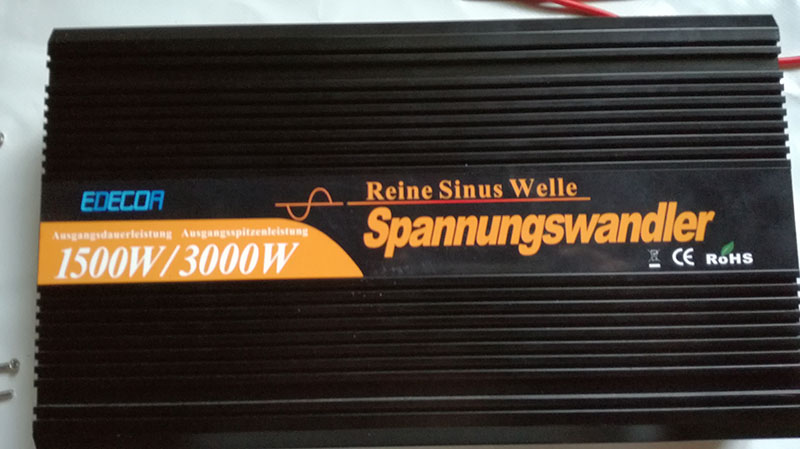 EDECOA
Reine Sinus Welle
Spannungswandler
Ausgangsdauerleistung Ausgangsspitzenleistung
1500W/3000W
CE RoHS